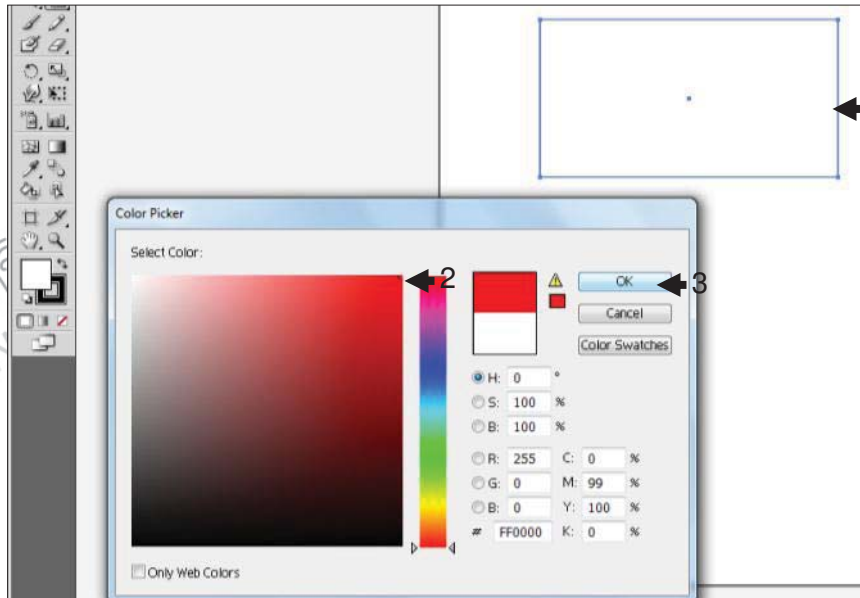 Color Picker
Select Color:
2
OK
3
Cancel
Color Swatches
H: 0 °
S: 100 %
B: 100 %
R: 255 C: 0 %
G: 0 M: 99 %
B: 0 Y: 100 %
# FF0000 K: 0 %
Only Web Colors